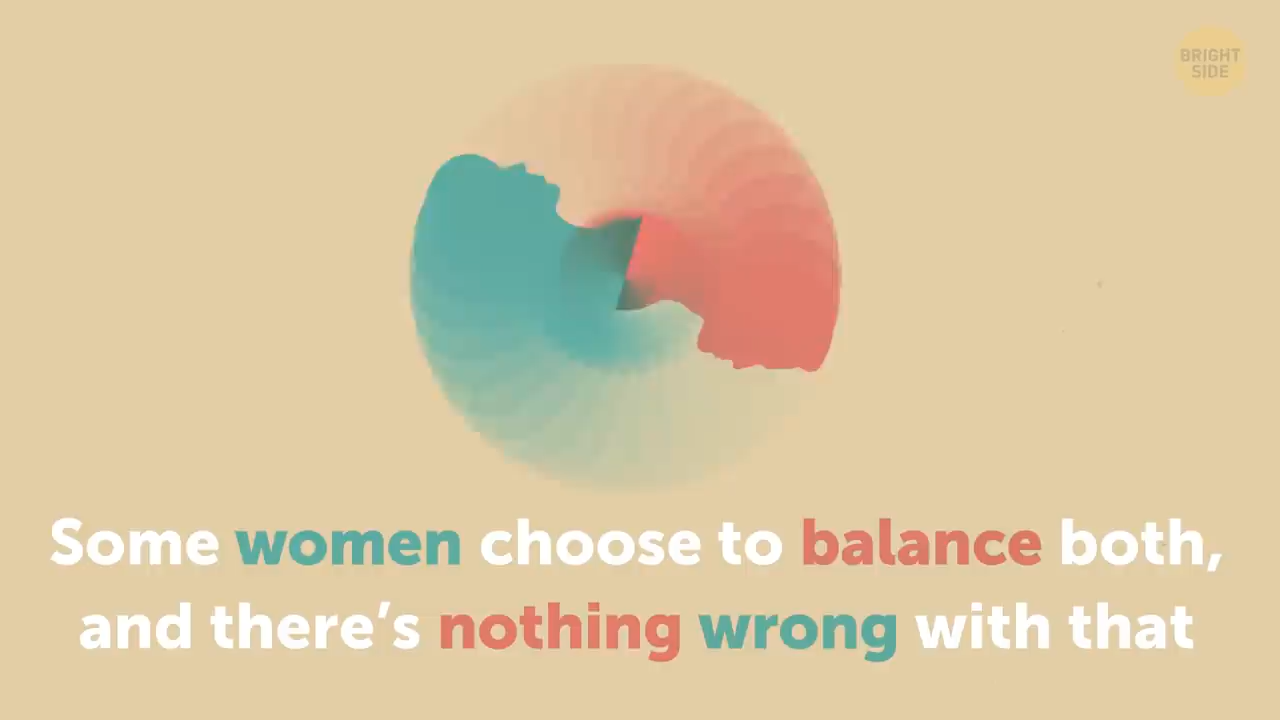 BRIGHT
SIDE
Some women choose to balance both,
and there’s nothing wrong with that